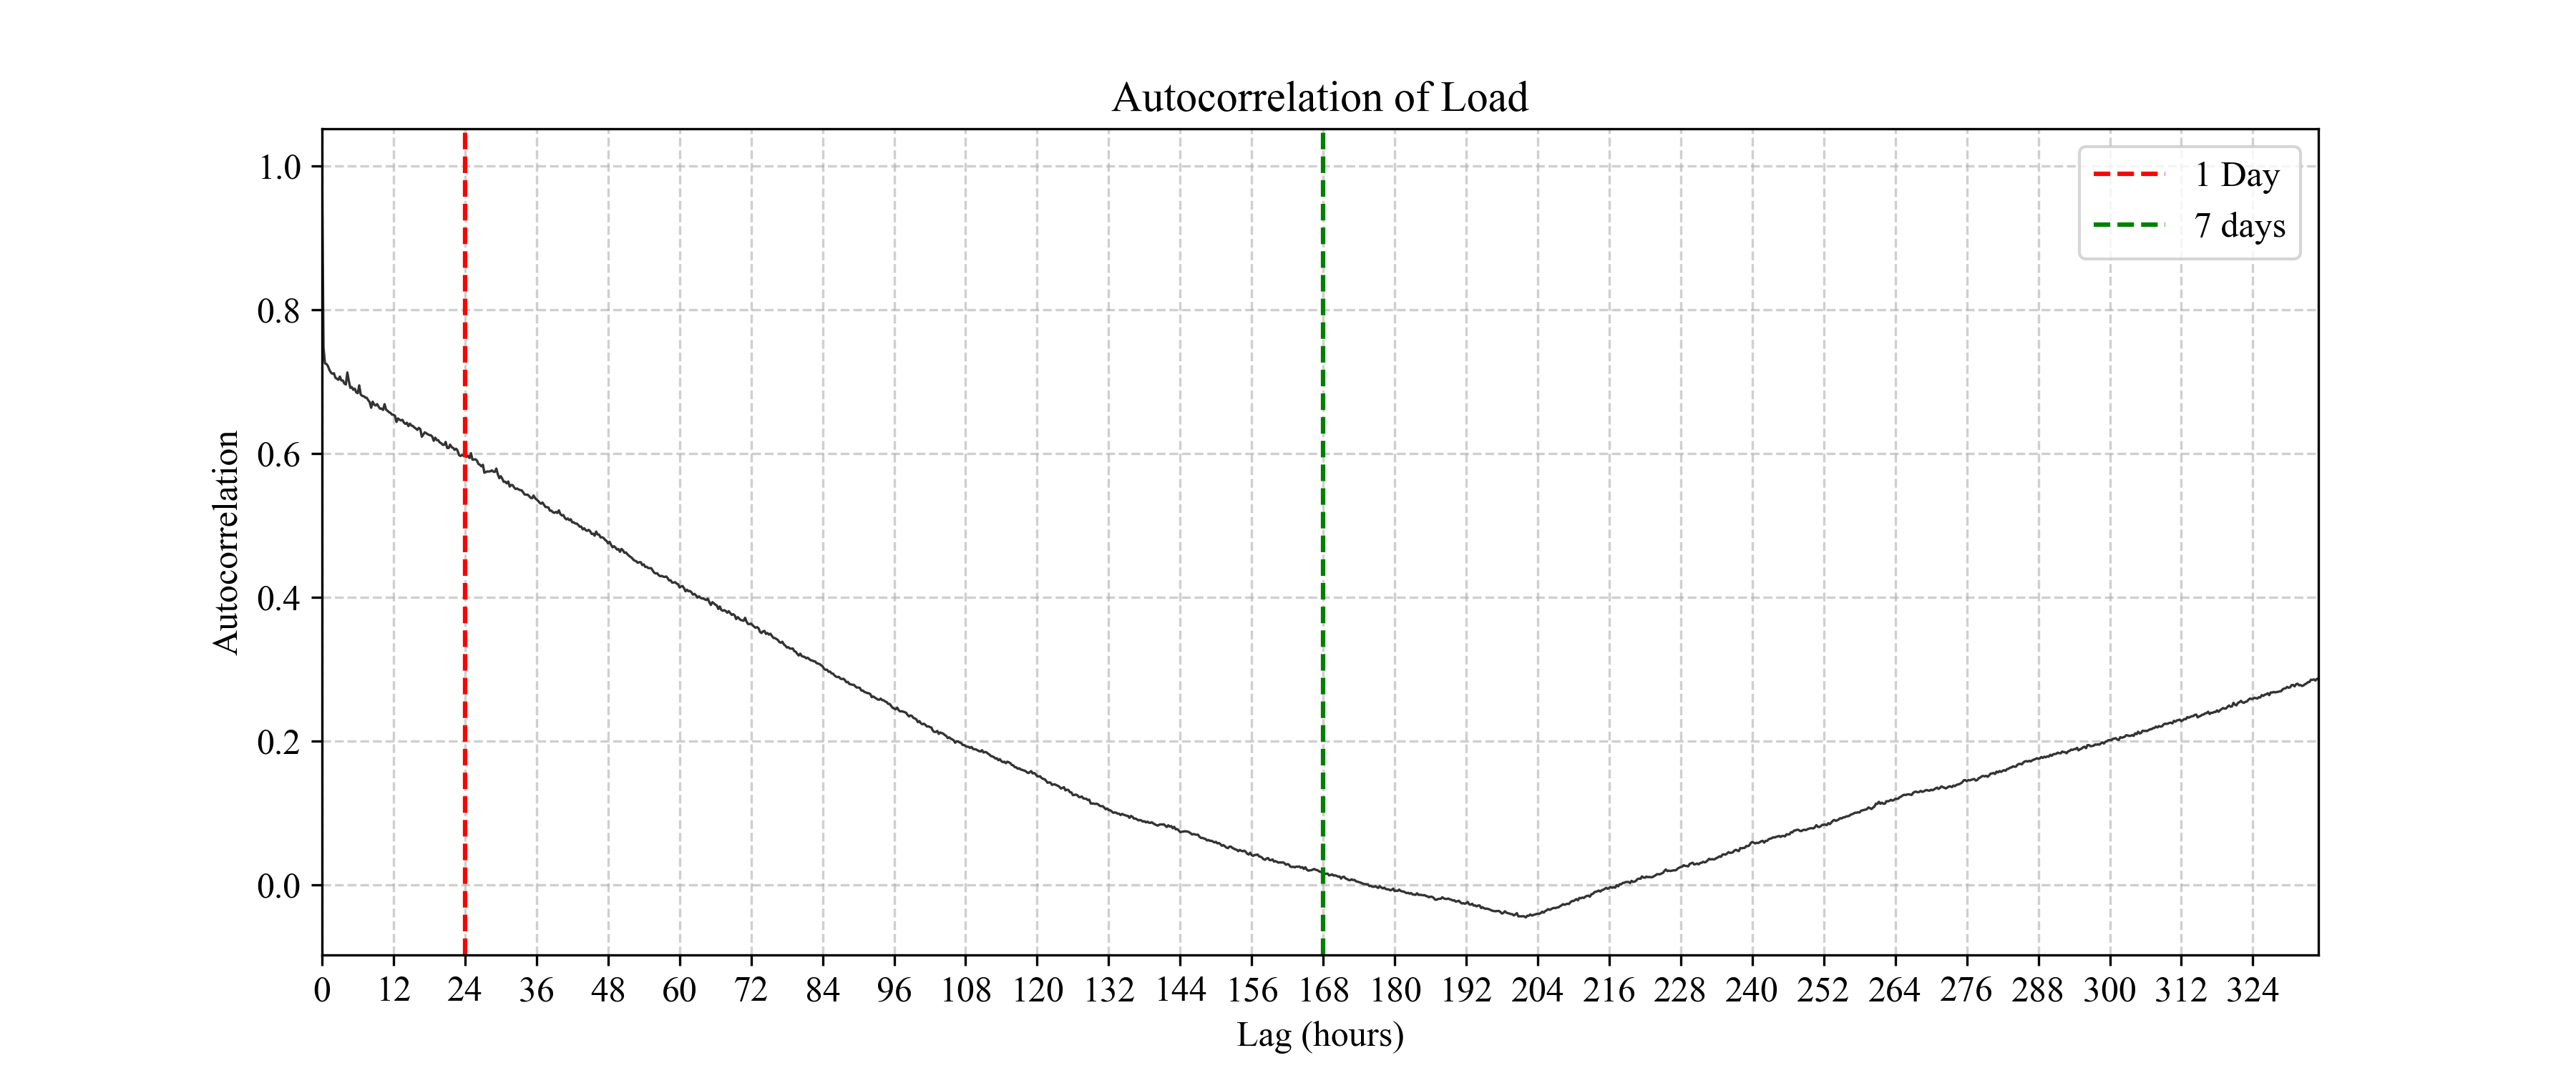 Autocorrelation of Load
1 Day
7 days
1.0
0.8
0.6
0.4
0.2
0.0
Autocorrelation
0 12 24 36 48 60 72 84 96 108 120 132 144 156 168 180 192 204 216 228 240 252 264 276 288 300 312 324
Lag (hours)